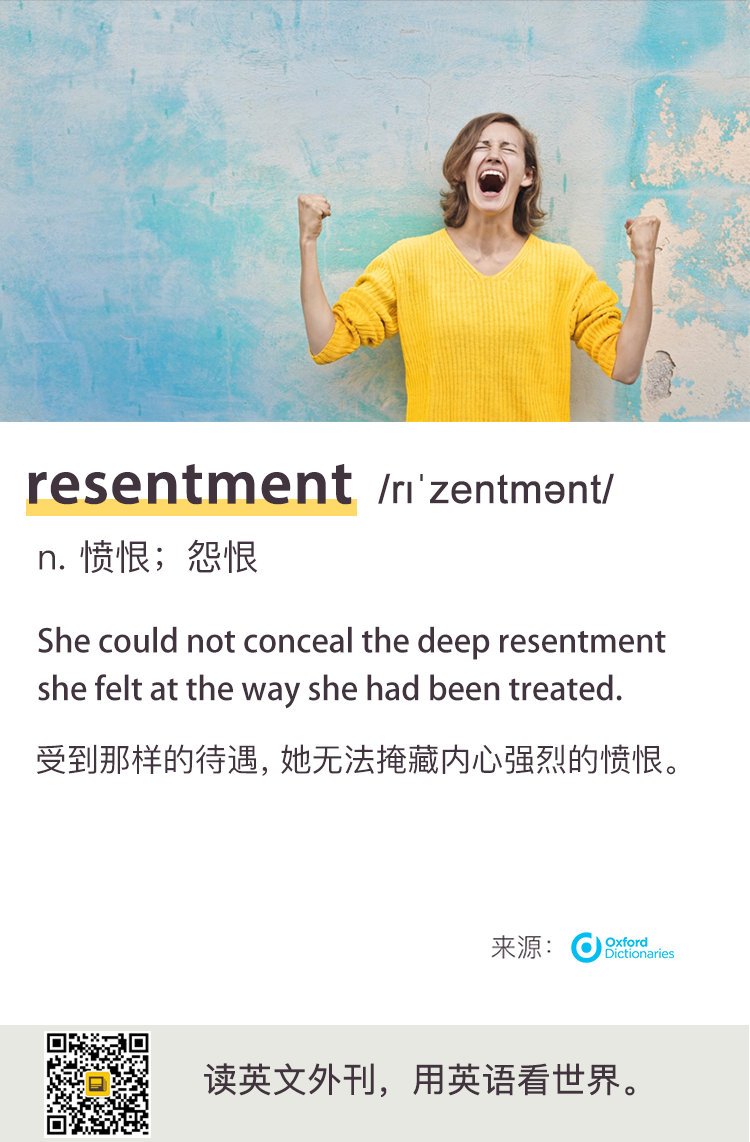 resentment /rɪˈzentmənt/
n. 愤恨；怨恨
She could not conceal the deep resentment
she felt at the way she had been treated.
受到那样的待遇, 她无法掩藏内心强烈的愤恨。
来源： Oxford
Dictionaries
读英文外刊，用英语看世界。